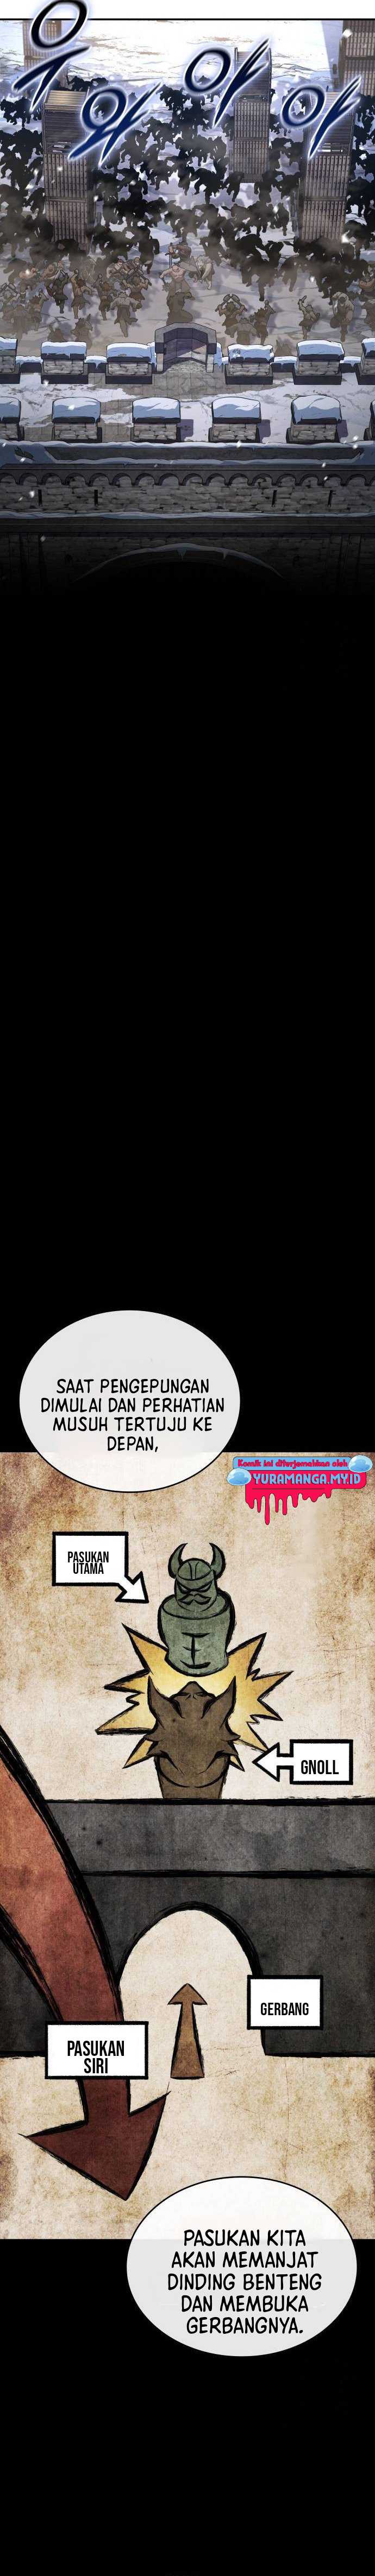 우와아아
SAAT PENGEPUNGAN
DIMULAI DAN PERHATIAN
MUSUH TERTUJU KE
DEPAN,
Komik ini diterjemahkan oleh
YURAMANGA.MY.ID
PASUKAN
UTAMA
GNOLL
GERBANG
PASUKAN
SIRI
PASUKAN KITA
AKAN MEMANJAT
DINDING BENTENG
DAN MEMBUKA
GERBANGNYA.